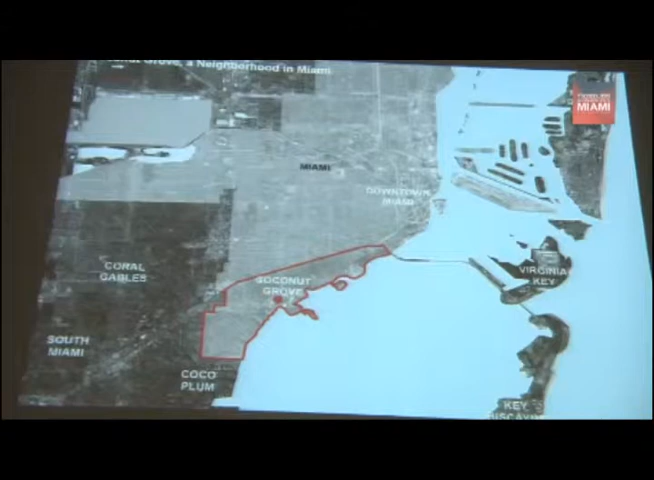 Grove, a Neighborhood in Miami
MIAMI
MIAMI
DOWNTOWN
MIAMI
CORAL
GABLES
COCONUT
GROVE
VIRGINIA
KEY
SOUTH
MIAMI
COCO
PLUM
KEY